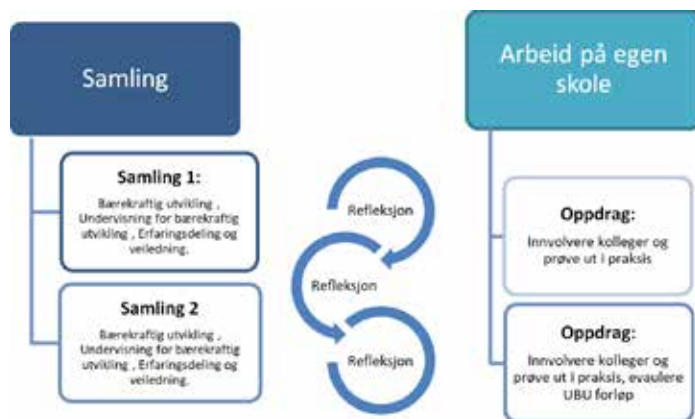 Samling
Samling 1:
Bærekraftig utvikling ,
Undervisning for bærekraftig
utvikling , Erfaringsdeling og
veiledning.
Samling 2
Bærekraftig utvikling ,
Undervisning for bærekraftig
utvikling , Erfaringsdeling og
veiledning.
Refleksjon
Refleksjon
Refleksjon
Arbeid på egen
skole
Oppdrag:
Innvolvere kolleger og
prøve ut i praksis
Oppdrag:
Innvolvere kolleger og
prøve ut i praksis, evaulere
UBU forløp